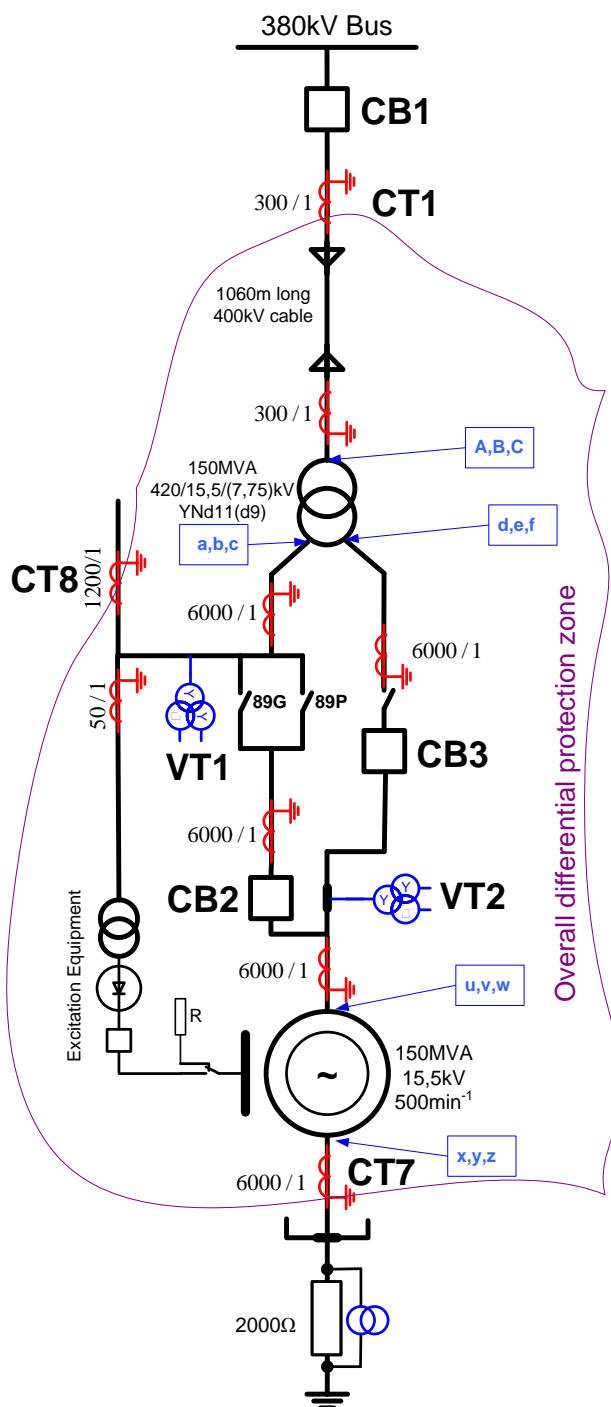 380kV Bus
CB1
300 / 1
CT1
1060m long
400kV cable
300 / 1
A,B,C
150MVA
420/15,5/(7,75)kV
YNd11(d9)
d,e,f
a,b,c
CT8
1200/1
6000 / 1
6000 / 1
50 / 1
89G
89P
Y
Y
VT1
CB3
6000 / 1
CB2
Y
Y
VT2
Overall differential protection zone
Excitation Equipment
6000 / 1
u,v,w
R
~
150MVA
15,5kV
500min-1
x,y,z
CT7
6000 / 1
2000Ω